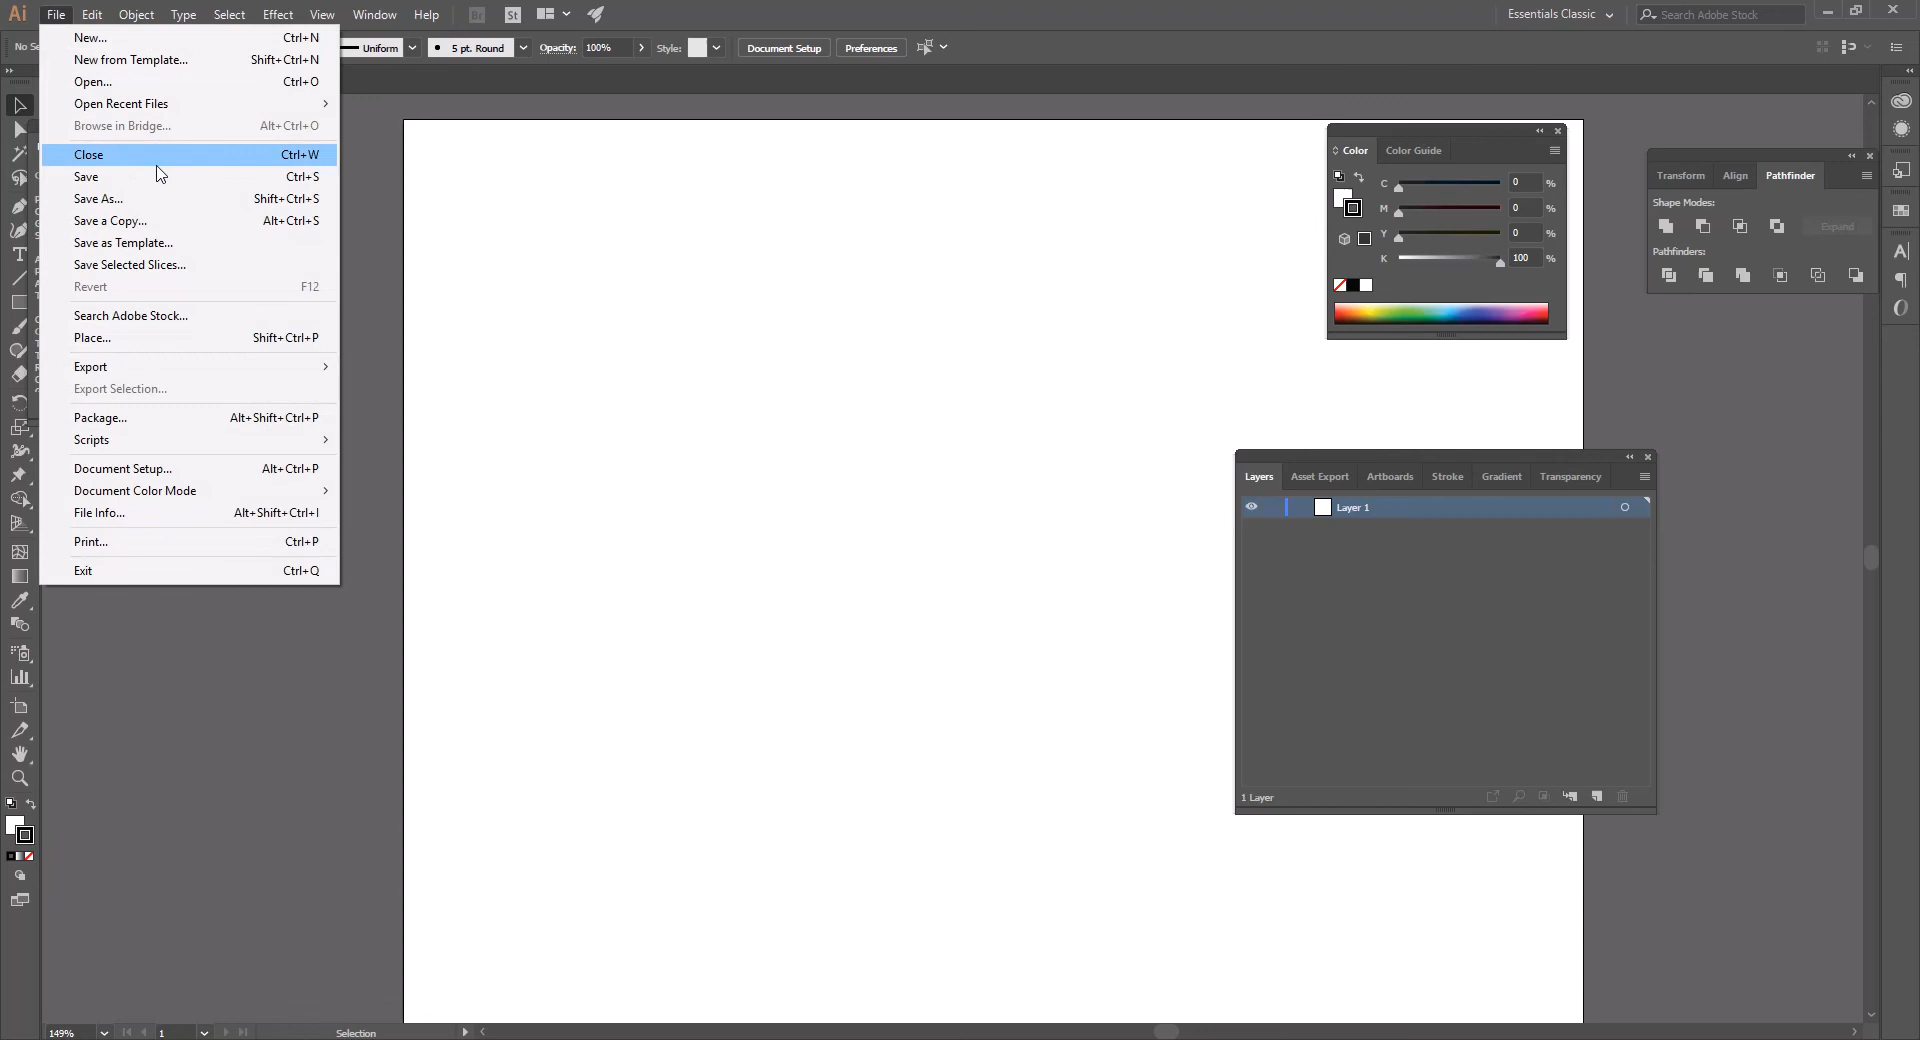 Ai File Edit Object Type Select Effect View Window Help Br St Essentials Classic Search Adobe Stock
No Se Uniform 5 pt. Round Opacity: 100% Style: Document Setup Preferences
New... Ctrl+N
New from Template... Shift+Ctrl+N
Open... Ctrl+O
Open Recent Files
Browse in Bridge... Alt+Ctrl+O
Close Ctrl+W
Save Ctrl+S
Save As... Shift+Ctrl+S
Save a Copy... Alt+Ctrl+S
Save as Template...
Save Selected Slices...
Revert F12
Search Adobe Stock...
Place... Shift+Ctrl+P
Export
Export Selection...
Package... Alt+Shift+Ctrl+P
Scripts
Document Setup... Alt+Ctrl+P
Document Color Mode
File Info... Alt+Shift+Ctrl+I
Print... Ctrl+P
Exit Ctrl+Q
Color Color Guide
C 0 %
M 0 %
Y 0 %
K 100 %
Transform Align Pathfinder
Shape Modes:
Expand
Pathfinders:
Layers Asset Export Artboards Stroke Gradient Transparency
Layer 1
1 Layer
149% 1 Selection